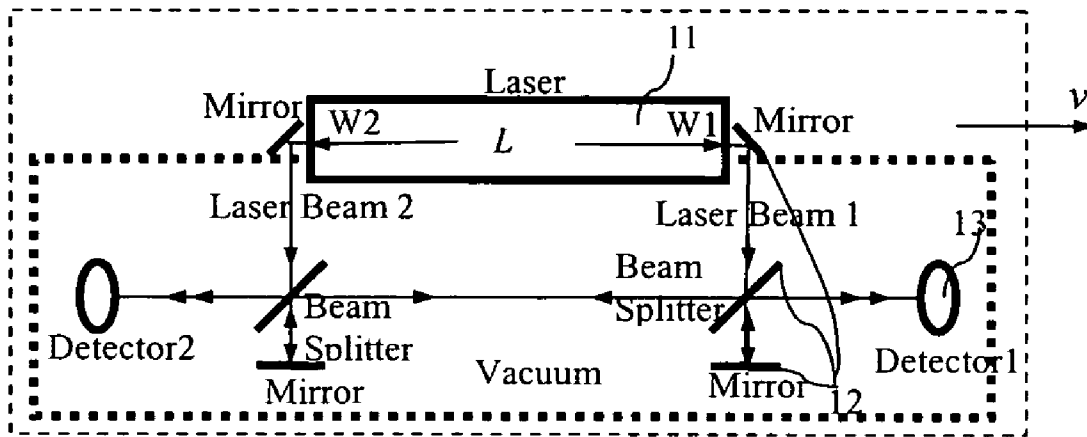 11
Laser
Mirror
W2
L
W1
Mirror
v
Laser Beam 2
Laser Beam 1
13
Beam
Splitter
Beam
Splitter
Detector2
Mirror
Vacuum
Mirror
Detector1
12